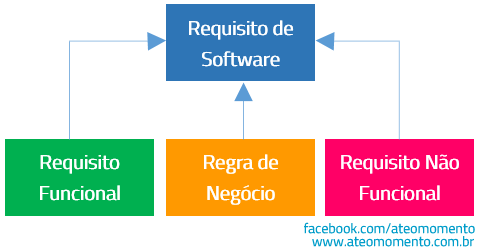 Requisito de
Software
Requisito
Funcional
Regra de
Negócio
Requisito Não
Funcional
facebook.com/ateomomento
www.ateomomento.com.br